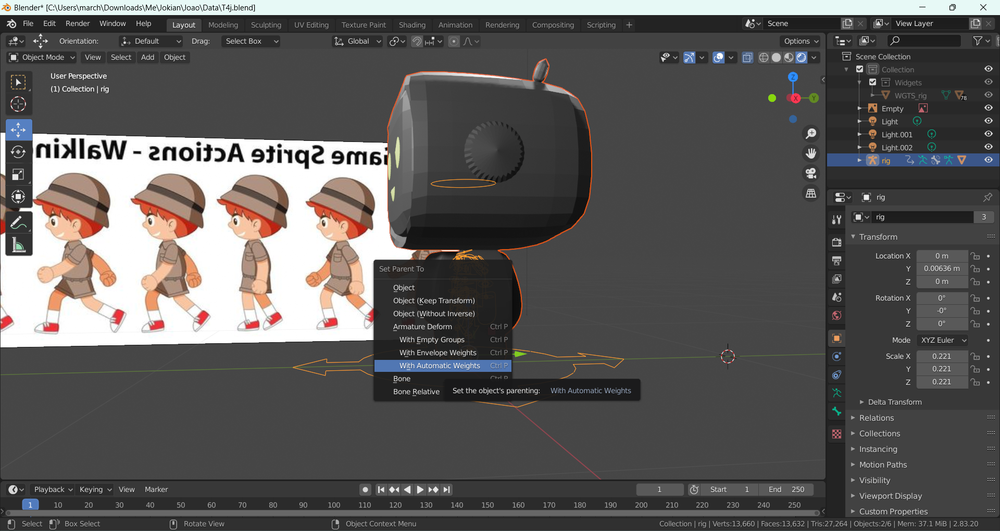 Blender* [C:\Users\march\Downloads\Me\Jokian\Joao\Data\T4j.blend]
File Edit Render Window Help
Layout Modeling Sculpting UV Editing Texture Paint Shading Animation Rendering Compositing Scripting +
Scene
View Layer
Orientation: Default Drag: Select Box
Global
Options
Object Mode View Select Add Object
User Perspective
(1) Collection | rig
Z
X
Y
Game Sprite Actions - Walkin
Set Parent To
Object
Object (Keep Transform)
Object (Without Inverse)
Armature Deform Ctrl P
With Empty Groups Ctrl P
With Envelope Weights Ctrl P
With Automatic Weights Ctrl P
Bone Ctrl P
Bone Relative
Set the object's parenting: With Automatic Weights
Scene Collection
Collection
Widgets
WGTS_rig 78
Empty
Light
Light.001
Light.002
rig
rig
rig 3
Transform
Location X 0 m
Y 0.00636 m
Z 0 m
Rotation X 0°
Y -0°
Z 0°
Mode XYZ Euler
Scale X 0.221
Y 0.221
Z 0.221
Delta Transform
Relations
Collections
Instancing
Motion Paths
Visibility
Viewport Display
Custom Properties
Playback Keying View Marker
1 Start 1 End 250
1 10 20 30 40 50 60 70 80 90 100 110 120 130 140 150 160 170 180 190 200 210 220 230 240 250
Select Box Select Rotate View Object Context Menu
Collection | rig | Verts:13,660 | Faces:13,632 | Tris:27,264 | Objects:2/6 | Mem: 37.1 MiB | 2.83.20